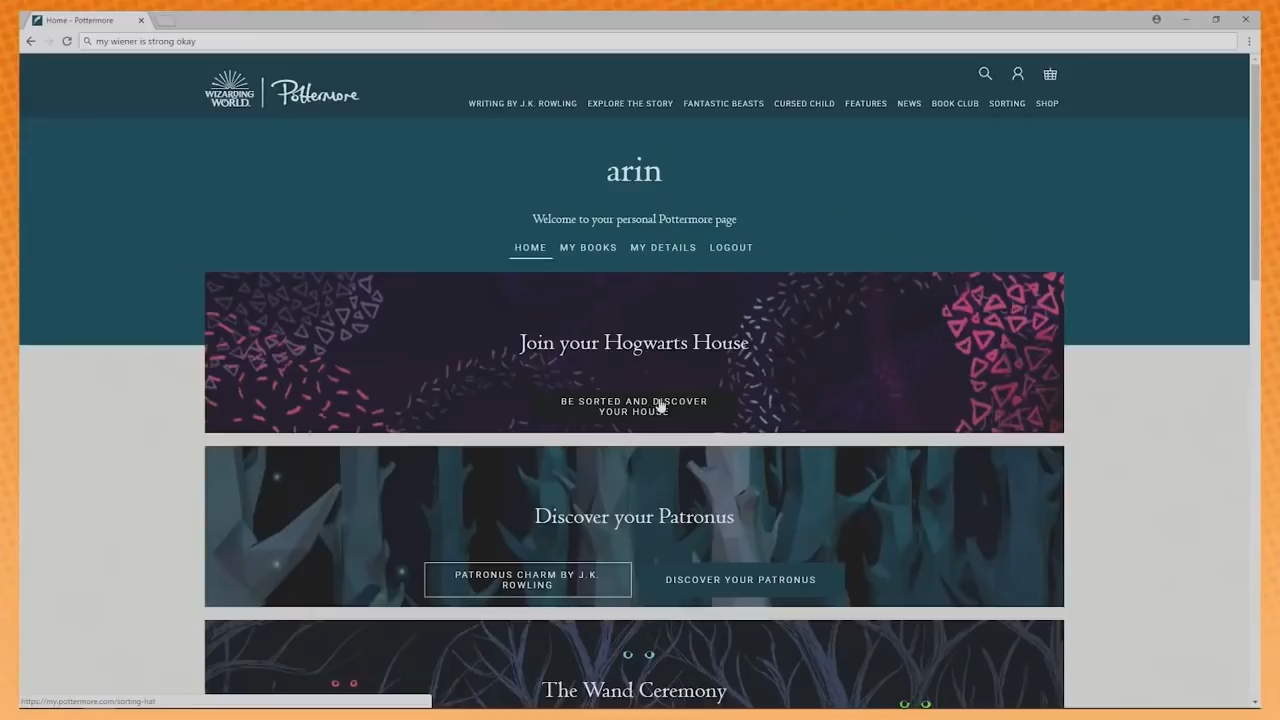 Home - Pottermore
my wiener is strong okay
WIZARDING
WORLD
Pottermore
WRITING BY J.K. ROWLING EXPLORE THE STORY FANTASTIC BEASTS CURSED CHILD FEATURES NEWS BOOK CLUB SORTING SHOP
arin
Welcome to your personal Pottermore page
HOME MY BOOKS MY DETAILS LOGOUT
Join your Hogwarts House
BE SORTED AND DISCOVER
YOUR HOUSE
Discover your Patronus
PATRONUS CHARM BY J.K.
ROWLING
DISCOVER YOUR PATRONUS
The Wand Ceremony
https://my.pottermore.com/sorting-hat